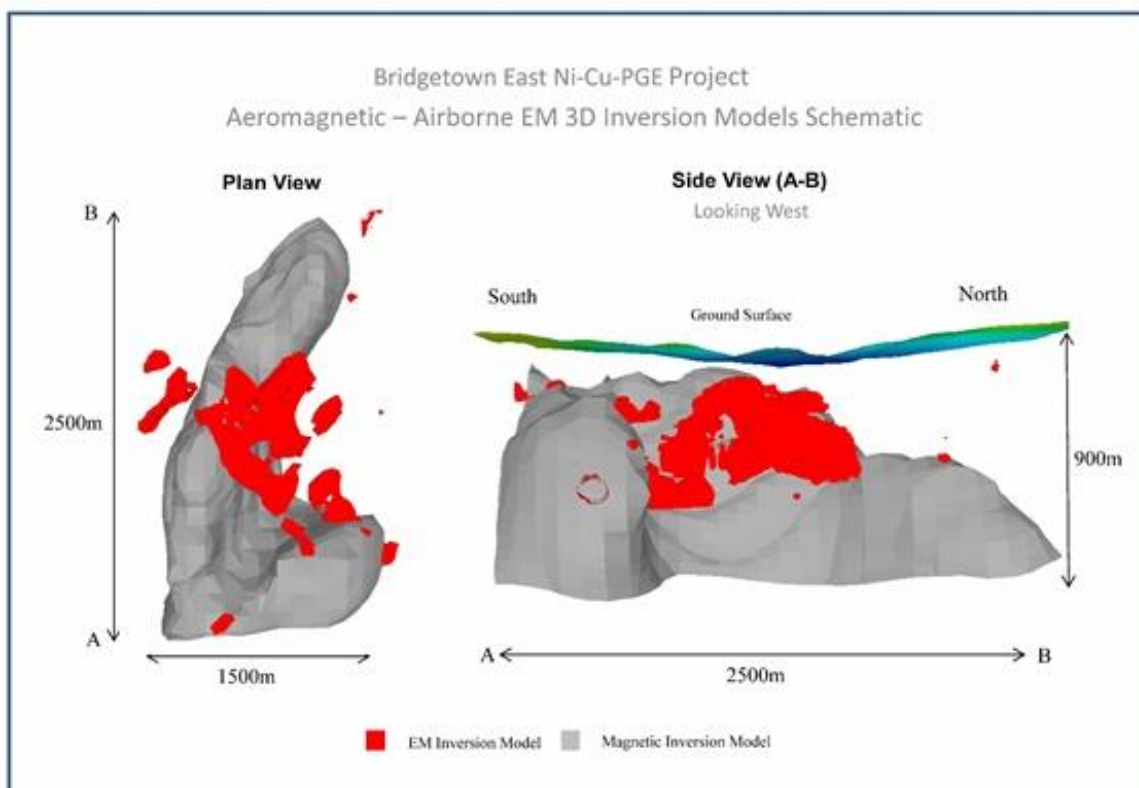 Bridgetown East Ni-Cu-PGE Project
Aeromagnetic – Airborne EM 3D Inversion Models Schematic
Plan View
B
2500m
A
1500m
Side View (A-B)
Looking West
South
Ground Surface
North
900m
A
B
2500m
EM Inversion Model
Magnetic Inversion Model